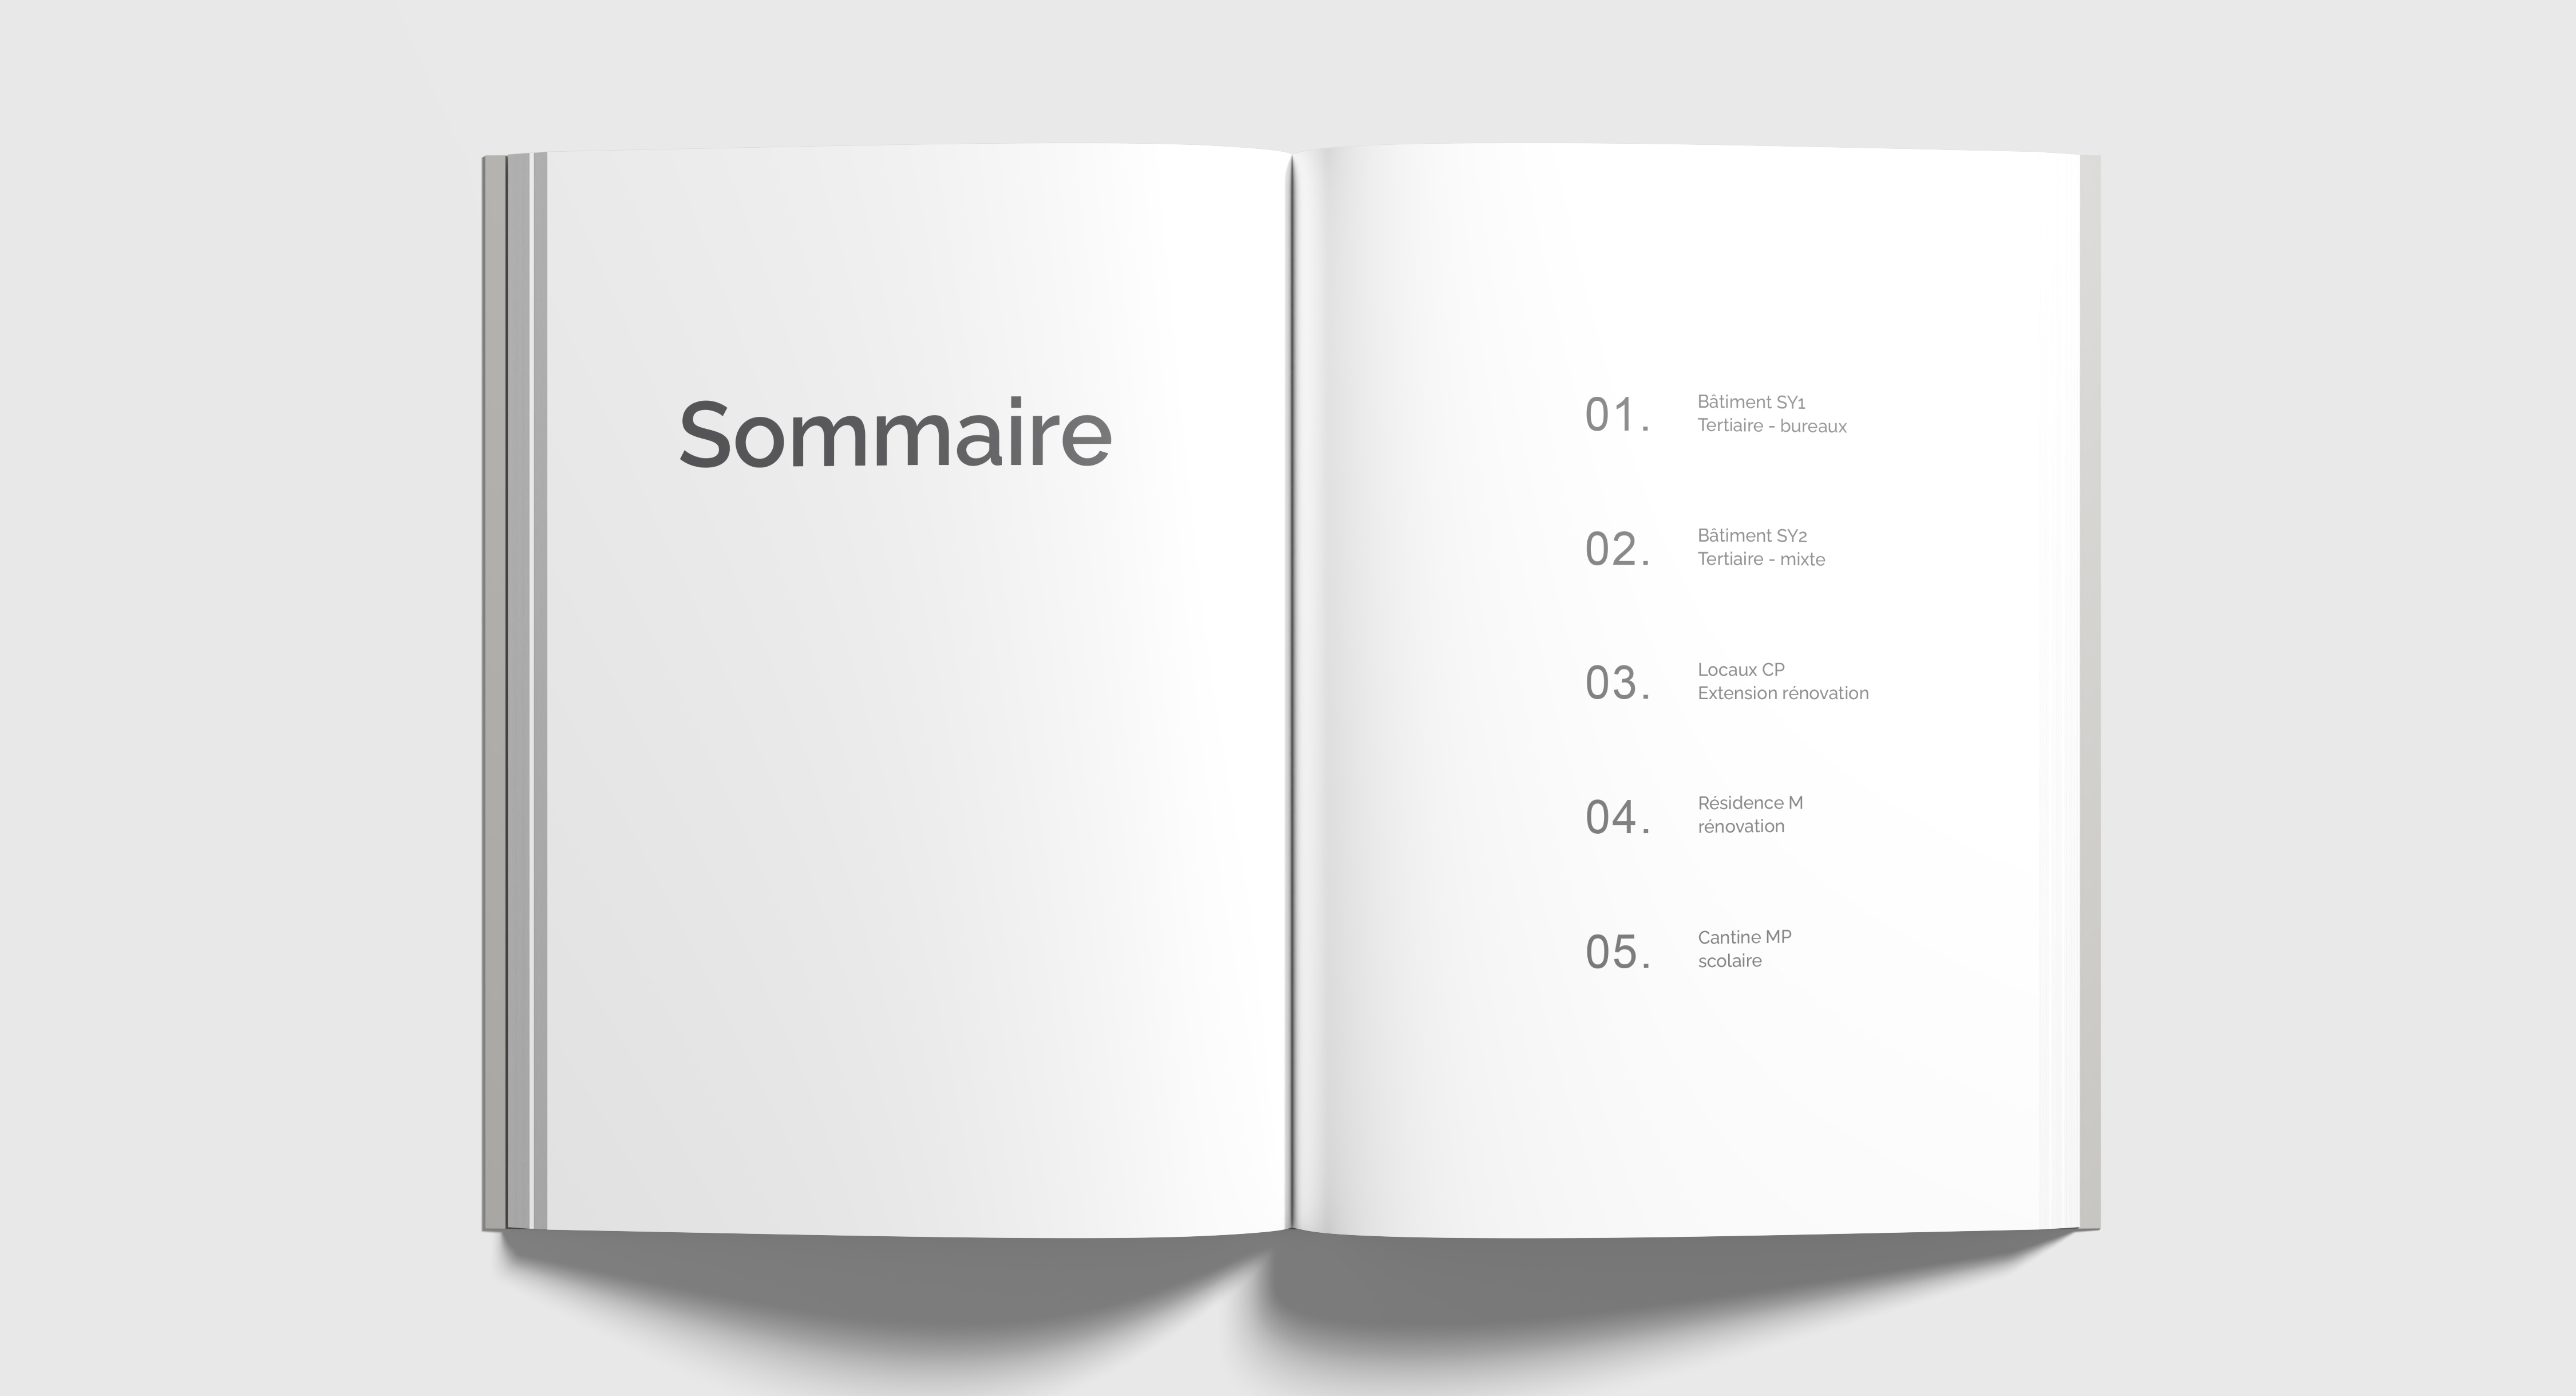 Sommaire
01.
Bâtiment SY1
Tertiaire - bureaux
02.
Bâtiment SY2
Tertiaire - mixte
03.
Locaux CP
Extension rénovation
04.
Résidence M
rénovation
05.
Cantine MP
scolaire